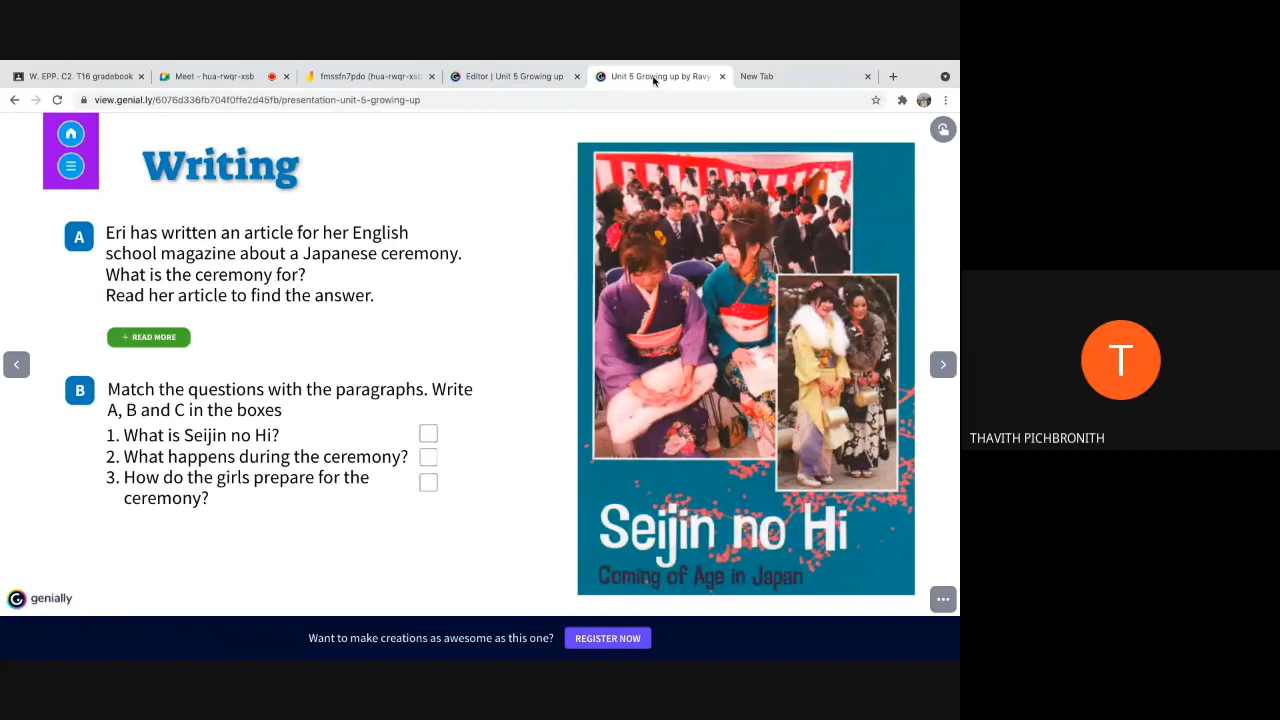 W. EPP. C2. T16 gradebook
Meet - hua-rwqr-xsb
fmssfn7pdo (hua-rwqr-xs
Editor | Unit 5 Growing up
Unit 5 Growing up by Ravy
New Tab
view.genial.ly/6076d336fb704f0ffe2d45fb/presentation-unit-5-growing-up
Writing
A
Eri has written an article for her English
school magazine about a Japanese ceremony.
What is the ceremony for?
Read her article to find the answer.
+ READ MORE
B
Match the questions with the paragraphs. Write
A, B and C in the boxes
1. What is Seijin no Hi?
2. What happens during the ceremony?
3. How do the girls prepare for the
ceremony?
Seijin no Hi
Coming of Age in Japan
T
THAVITH PICHBRONITH
genially
Want to make creations as awesome as this one?
REGISTER NOW